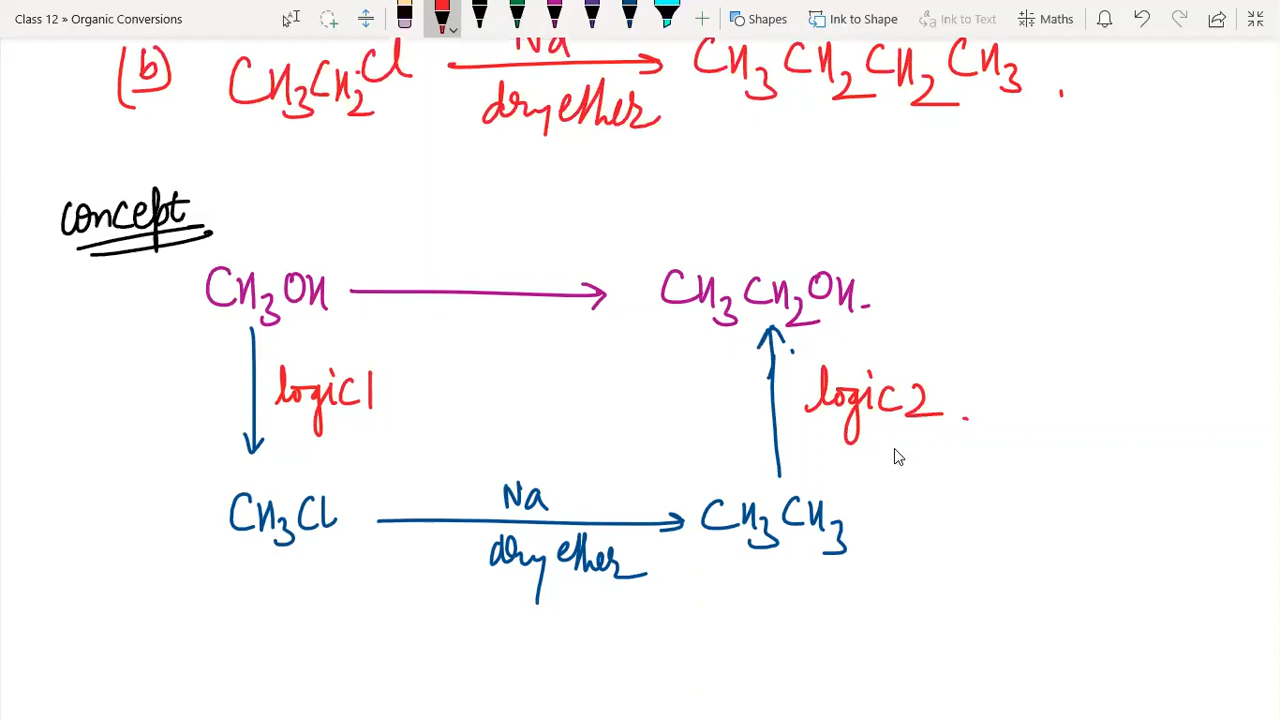 Class 12 » Organic Conversions
Shapes
Ink to Shape
Ink to Text
Maths
(b) CH3CH2Cl Na dry ether CH3CH2CH2CH3.
concept
CH3OH CH3CH2OH.
logic1 logic2.
CH3Cl Na dry ether CH3CH3